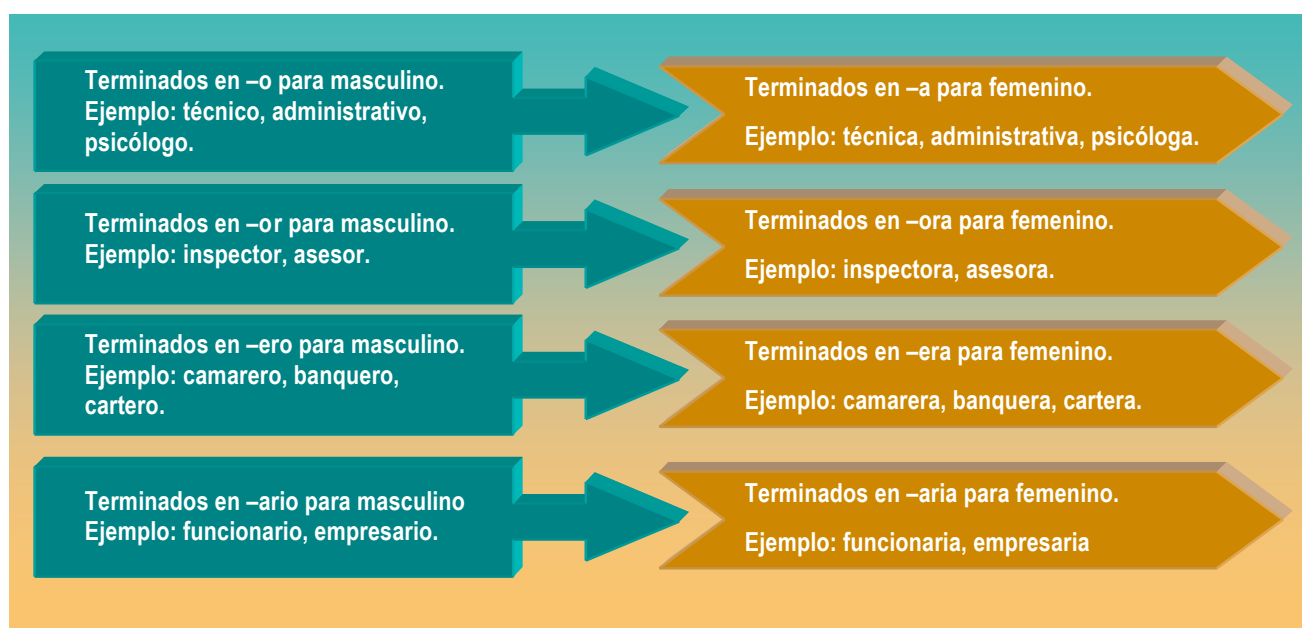 Terminados en –o para masculino.
Ejemplo: técnico, administrativo,
psicólogo.
Terminados en –a para femenino.
Ejemplo: técnica, administrativa, psicóloga.
Terminados en –or para masculino.
Ejemplo: inspector, asesor.
Terminados en –ora para femenino.
Ejemplo: inspectora, asesora.
Terminados en –ero para masculino.
Ejemplo: camarero, banquero,
cartero.
Terminados en –era para femenino.
Ejemplo: camarera, banquera, cartera.
Terminados en –ario para masculino
Ejemplo: funcionario, empresario.
Terminados en –aria para femenino.
Ejemplo: funcionaria, empresaria